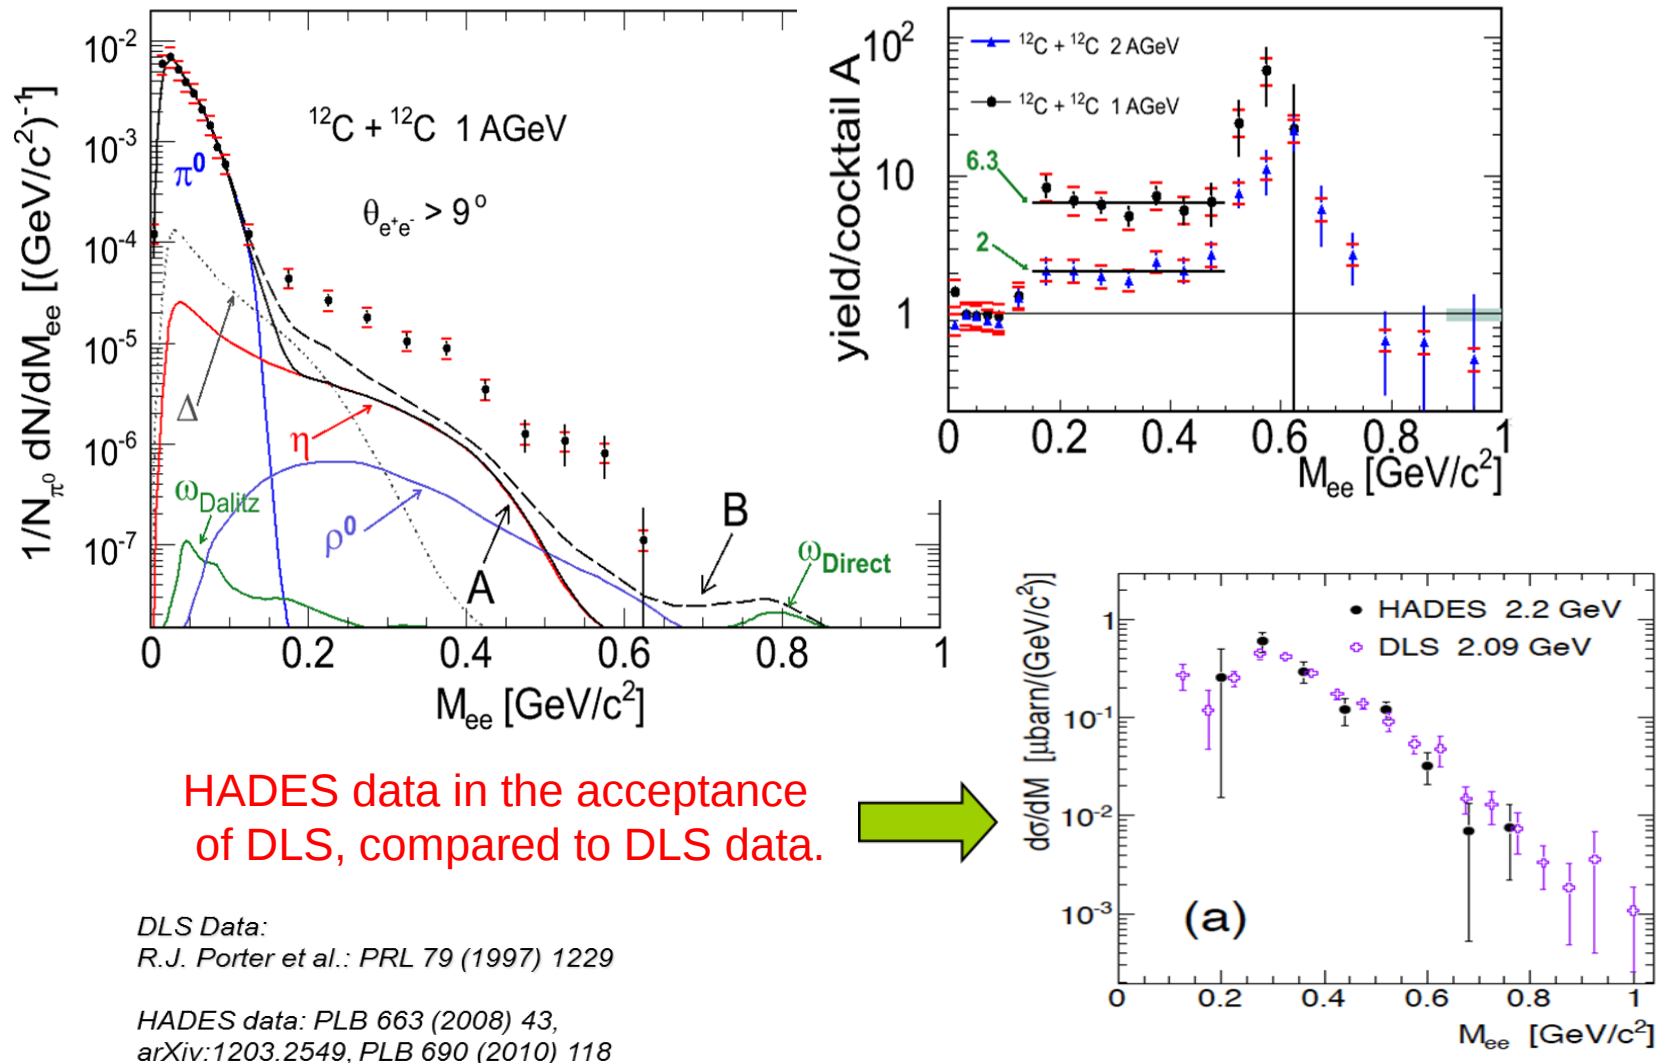 10⁻²
10⁻³
10⁻⁴
10⁻⁵
10⁻⁶
10⁻⁷
1/N_π⁰ dN/dM_ee [(GeV/c²)⁻¹]
¹²C + ¹²C 1 AGeV
θ_e⁺e⁻ > 9°
π⁰
Δ
η
ω_Dalitz
ρ⁰
A
B
ω_Direct
0 0.2 0.4 0.6 0.8 1
M_ee [GeV/c²]
yield/cocktail A
10²
10
1
¹²C + ¹²C 2 AGeV
¹²C + ¹²C 1 AGeV
6.3
2
0 0.2 0.4 0.6 0.8 1
M_ee [GeV/c²]
HADES data in the acceptance
of DLS, compared to DLS data.
dσ/dM [μbarn/(GeV/c²)]
1
10⁻¹
10⁻²
10⁻³
HADES 2.2 GeV
DLS 2.09 GeV
(a)
0 0.2 0.4 0.6 0.8 1
M_ee [GeV/c²]
DLS Data:
R.J. Porter et al.: PRL 79 (1997) 1229
HADES data: PLB 663 (2008) 43,
arXiv:1203.2549, PLB 690 (2010) 118